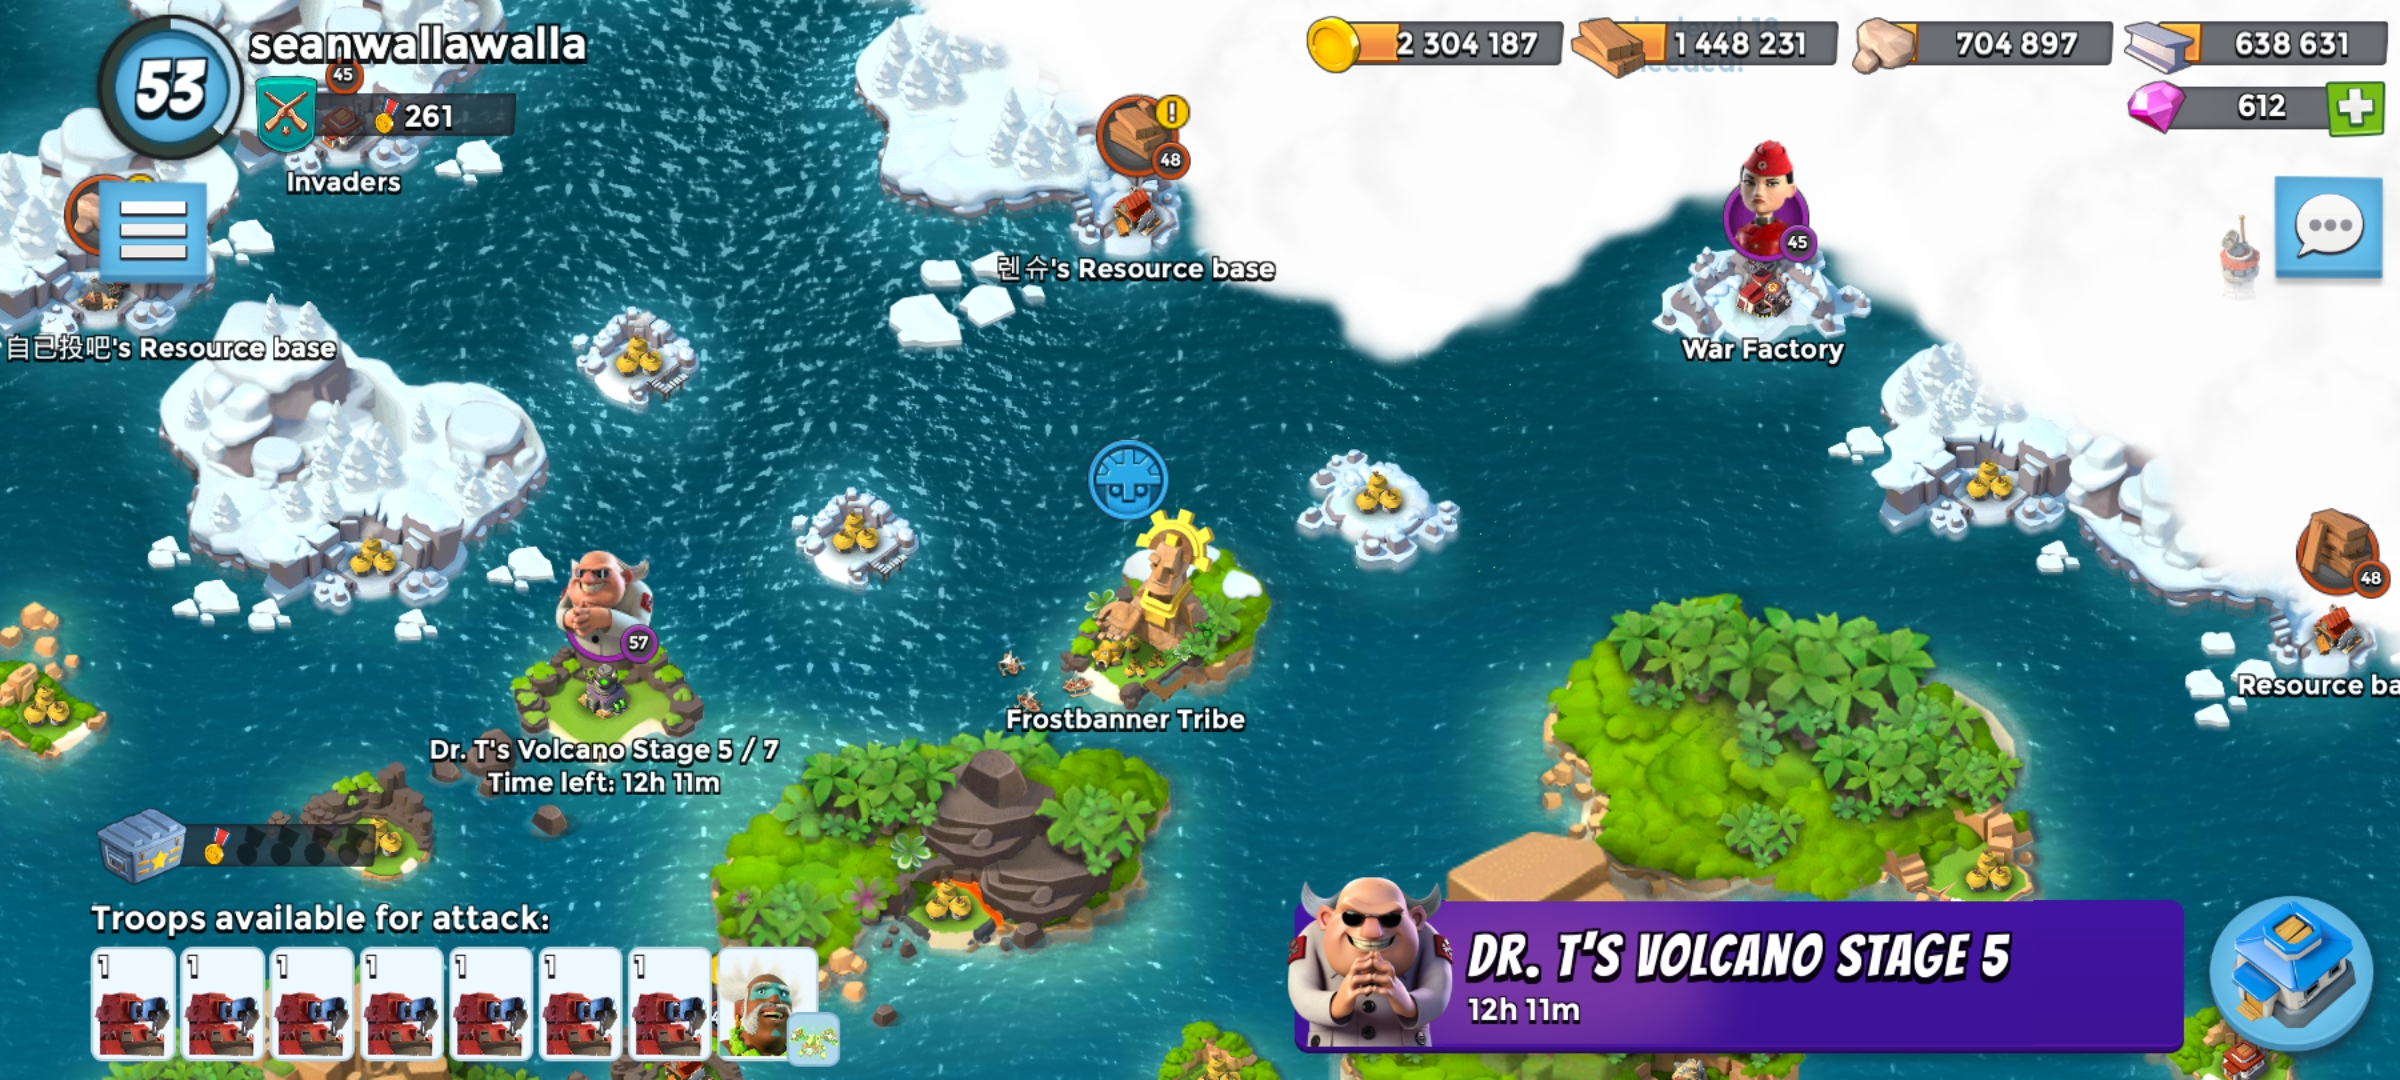 53
seanwallawalla
45
261
Invaders
2 304 187
1 448 231
704 897
638 631
612
48
렌슈's Resource base
45
War Factory
自己投吧's Resource base
57
Dr. T's Volcano Stage 5 / 7
Time left: 12h 11m
Frostbanner Tribe
48
Resource ba
Troops available for attack:
1 1 1 1 1 1 1
DR. T'S VOLCANO STAGE 5
12h 11m